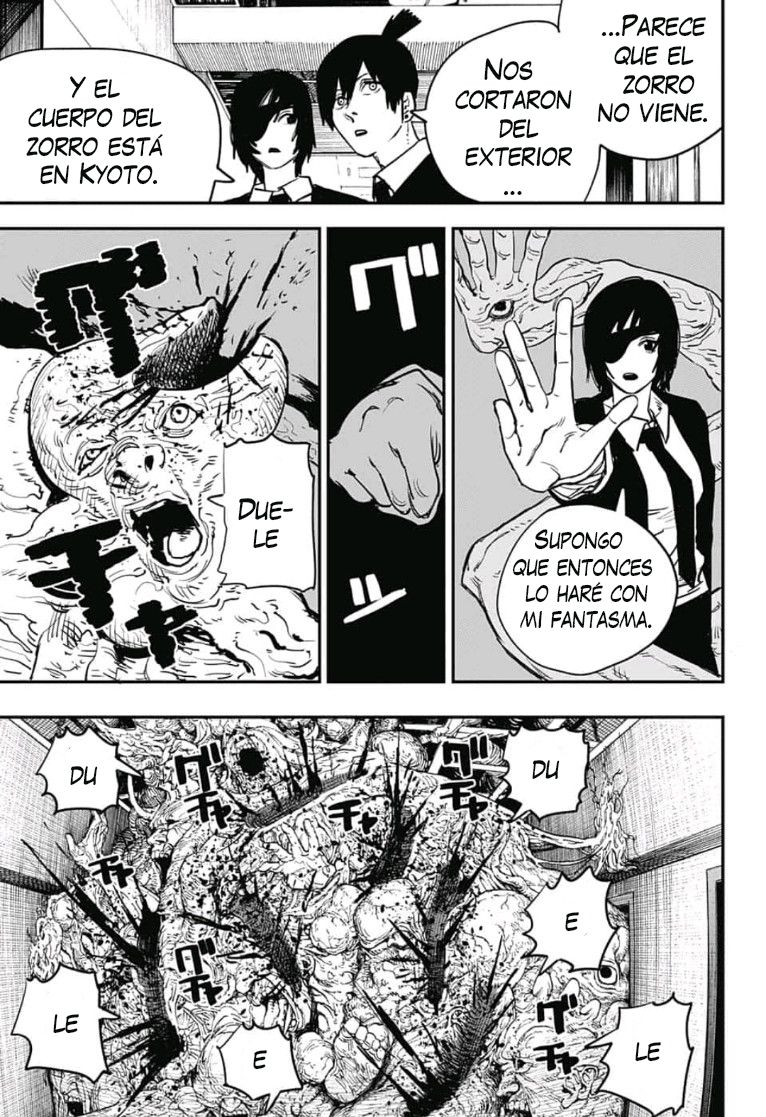 ...PARECE
QUE EL
ZORRO
NO VIENE.
NOS
CORTARON
DEL
EXTERIOR
...
Y EL
CUERPO DEL
ZORRO ESTÁ
EN KYOTO.
SUPONGO
QUE ENTONCES
LO HARÉ CON
MI FANTASMA.
グッ
グ
チャ
DUE-
LE
DU
E
LE
DU
E
LE
グ
チャ
グ
チャ
チャ
グ
チャ
グ
チャ